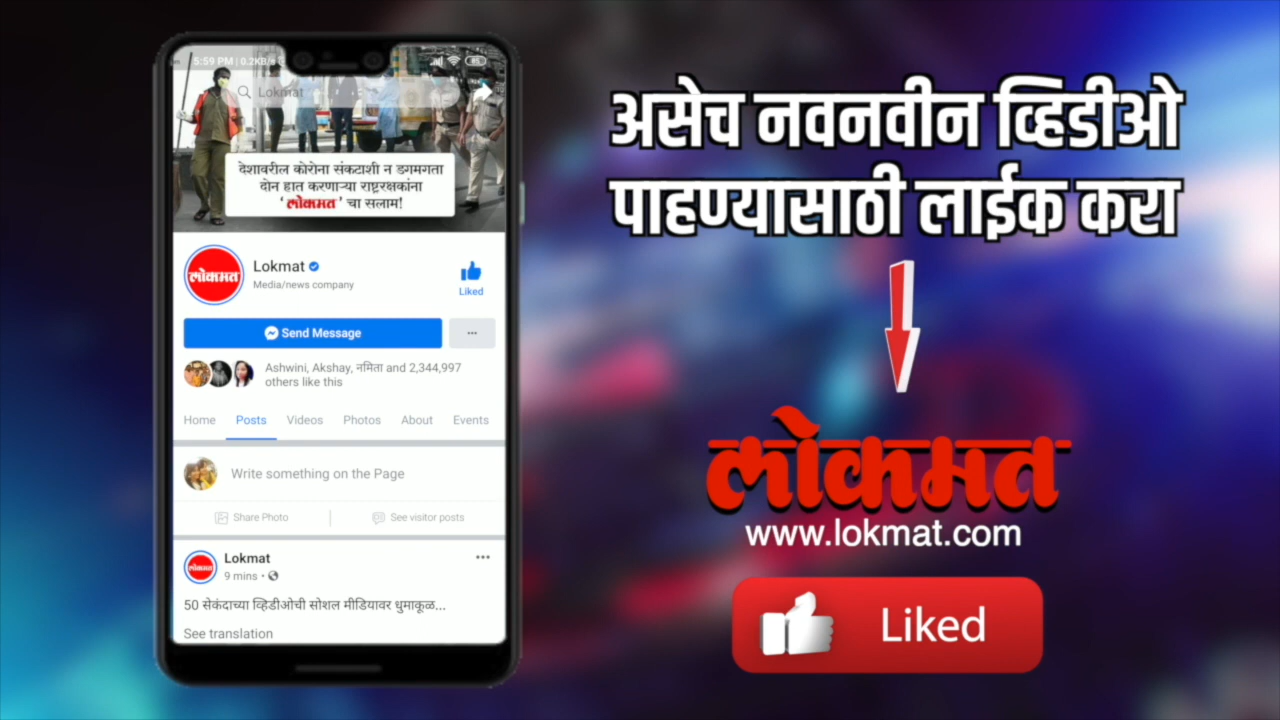 5:59 PM | 0.2KB/s
Lokmat
देशावरील कोरोना संकटाशी न डगमगता
दोन हात करणाऱ्या राष्ट्ररक्षकांना
‘लोकमत’ चा सलाम!
लोकमत
Lokmat
Media/news company
Liked
Send Message
...
Ashwini, Akshay, नमिता and 2,344,997
others like this
Home Posts Videos Photos About Events
Write something on the Page
Share Photo See visitor posts
लोकमत
Lokmat
9 mins •
50 सेकंदाच्या व्हिडीओची सोशल मीडियावर धुमाकूळ...
See translation
असेच नवनवीन व्हिडीओ
पाहण्यासाठी लाईक करा
लोकमत
www.lokmat.com
Liked